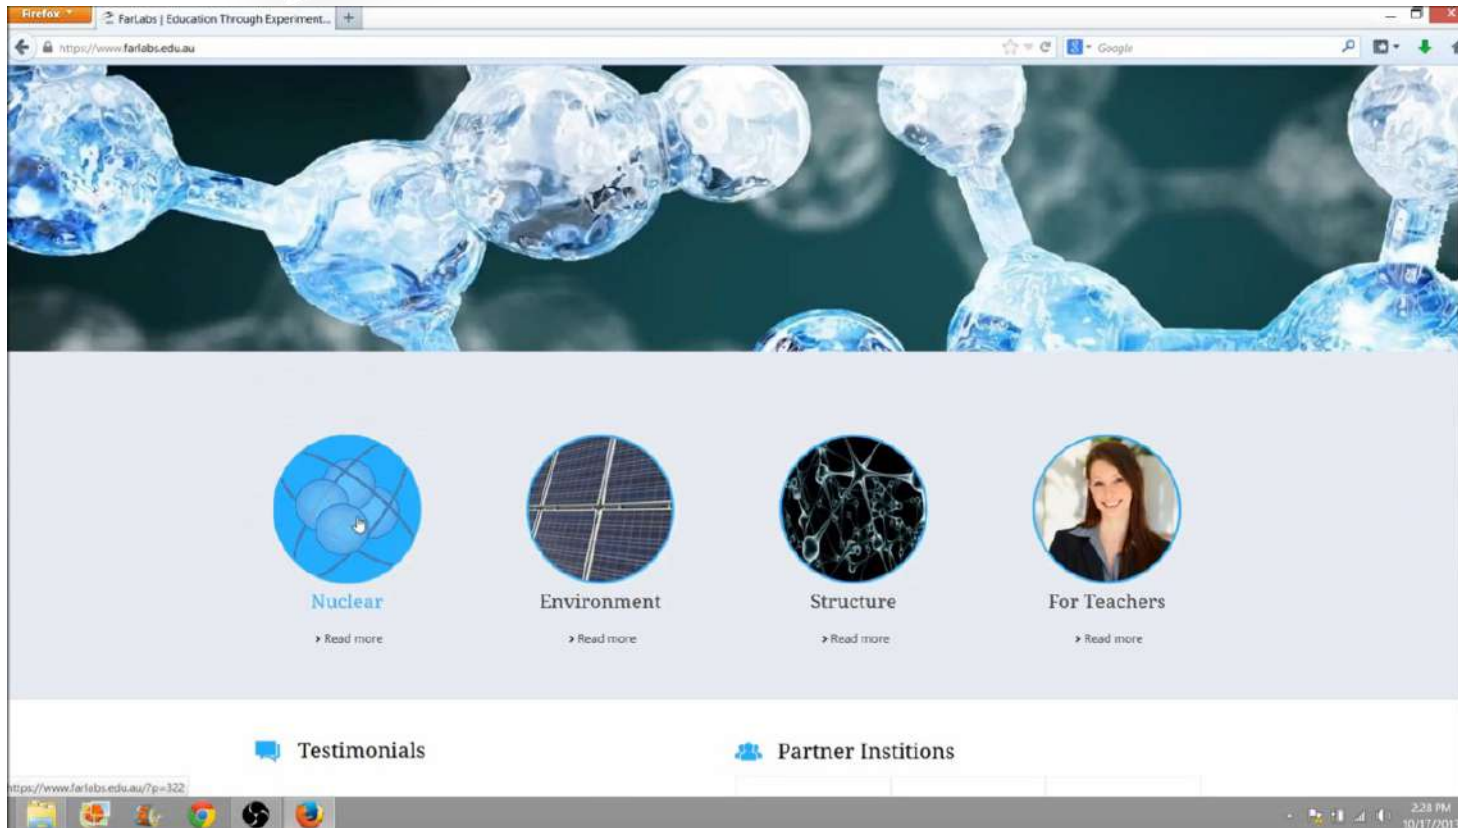 Firefox
FarLabs | Education Through Experiment... +
https://www.farlabs.edu.au
Google
Nuclear
Environment
Structure
For Teachers
> Read more
> Read more
> Read more
> Read more
Testimonials
Partner Institions
https://www.farlabs.edu.au/?p=322
2:28 PM